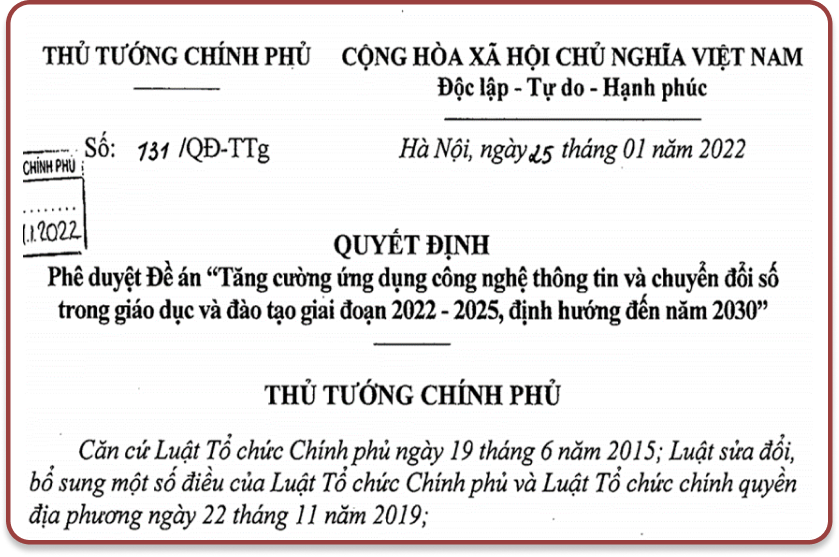 THỦ TƯỚNG CHÍNH PHỦ
CỘNG HÒA XÃ HỘI CHỦ NGHĨA VIỆT NAM
Độc lập - Tự do - Hạnh phúc
Số: 131 /QĐ-TTg
Hà Nội, ngày 25 tháng 01 năm 2022
CHÍNH PHỦ
.........
.1.2022
QUYẾT ĐỊNH
Phê duyệt Đề án “Tăng cường ứng dụng công nghệ thông tin và chuyển đổi số
trong giáo dục và đào tạo giai đoạn 2022 - 2025, định hướng đến năm 2030”
THỦ TƯỚNG CHÍNH PHỦ
Căn cứ Luật Tổ chức Chính phủ ngày 19 tháng 6 năm 2015; Luật sửa đổi,
bổ sung một số điều của Luật Tổ chức Chính phủ và Luật Tổ chức chính quyền
địa phương ngày 22 tháng 11 năm 2019;